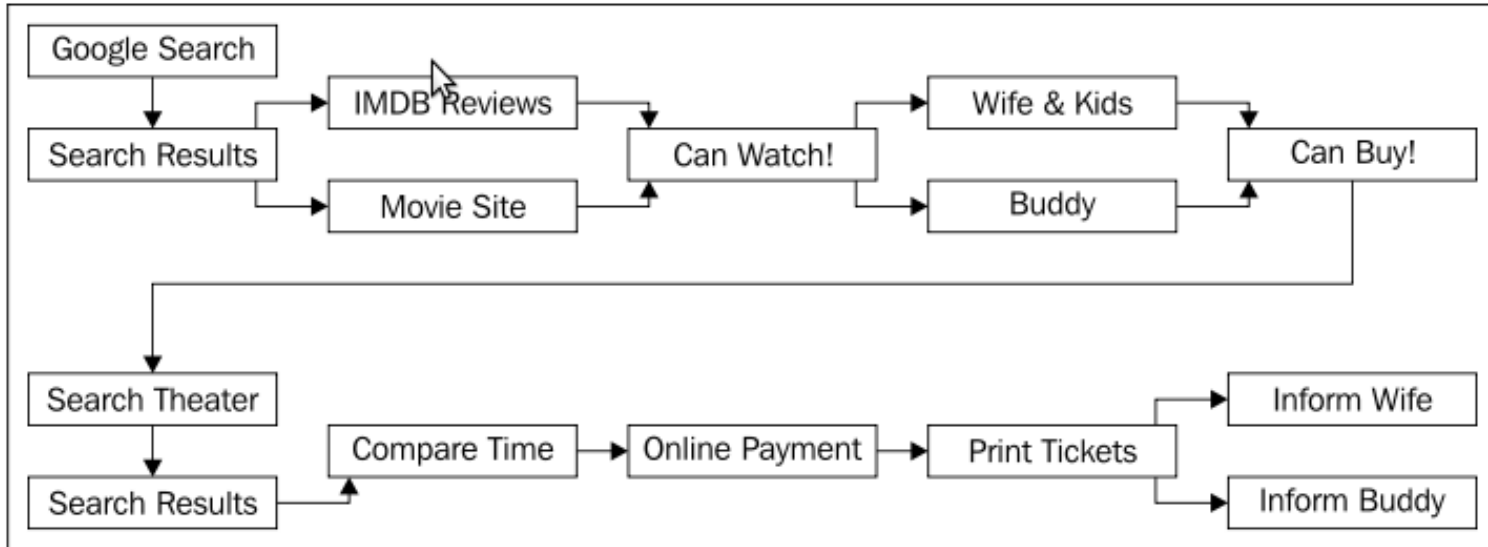 Google Search
IMDB Reviews
Wife & Kids
Search Results
Can Watch!
Can Buy!
Movie Site
Buddy
Search Theater
Inform Wife
Compare Time
Online Payment
Print Tickets
Search Results
Inform Buddy